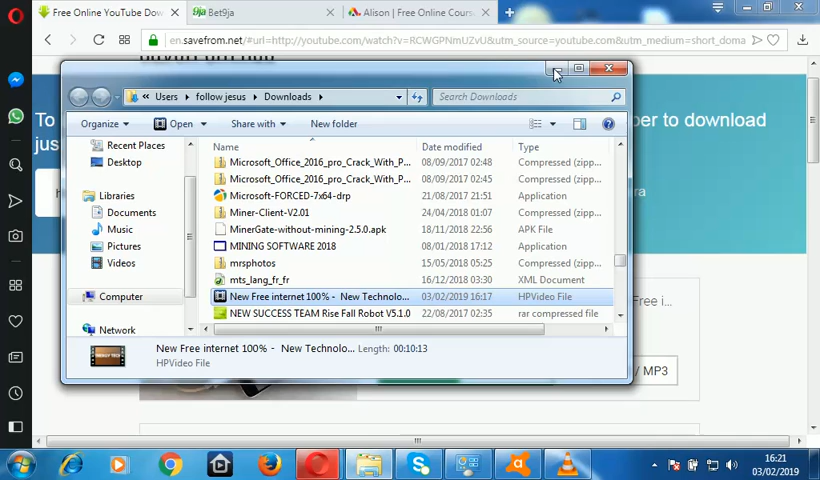 Free Online YouTube Dow
Bet9ja
Alison | Free Online Cours
en.savefrom.net/#url=http://youtube.com/watch?v=RCWGPNmUZvU&utm_source=youtube.com&utm_medium=short_doma
To
per to download
jus
Users
follow jesus
Downloads
Search Downloads
Organize
Open
Share with
New folder
Name
Date modified
Type
Recent Places
Desktop
Libraries
Documents
Music
Pictures
Videos
Computer
Network
Microsoft_Office_2016_pro_Crack_With_P... 08/09/2017 02:48 Compressed (zipp...
Microsoft_Office_2016_pro_Crack_With_P... 08/09/2017 02:45 Compressed (zipp...
Microsoft-FORCED-7x64-drp 21/08/2017 21:51 Application
Miner-Client-V2.01 24/04/2018 01:07 Compressed (zipp...
MinerGate-without-mining-2.5.0.apk 18/11/2018 22:56 APK File
MINING SOFTWARE 2018 08/01/2018 17:12 Application
mrsphotos 15/05/2018 05:25 Compressed (zipp...
mts_lang_fr_fr 16/12/2018 03:30 XML Document
New Free internet 100% - New Technolo... 03/02/2019 16:17 HPVideo File
NEW SUCCESS TEAM Rise Fall Robot V5.1.0 22/08/2017 02:35 rar compressed file
New Free internet 100% - New Technolo... Length: 00:10:13
HPVideo File
ra
Free i...
/ MP3
16:21
03/02/2019